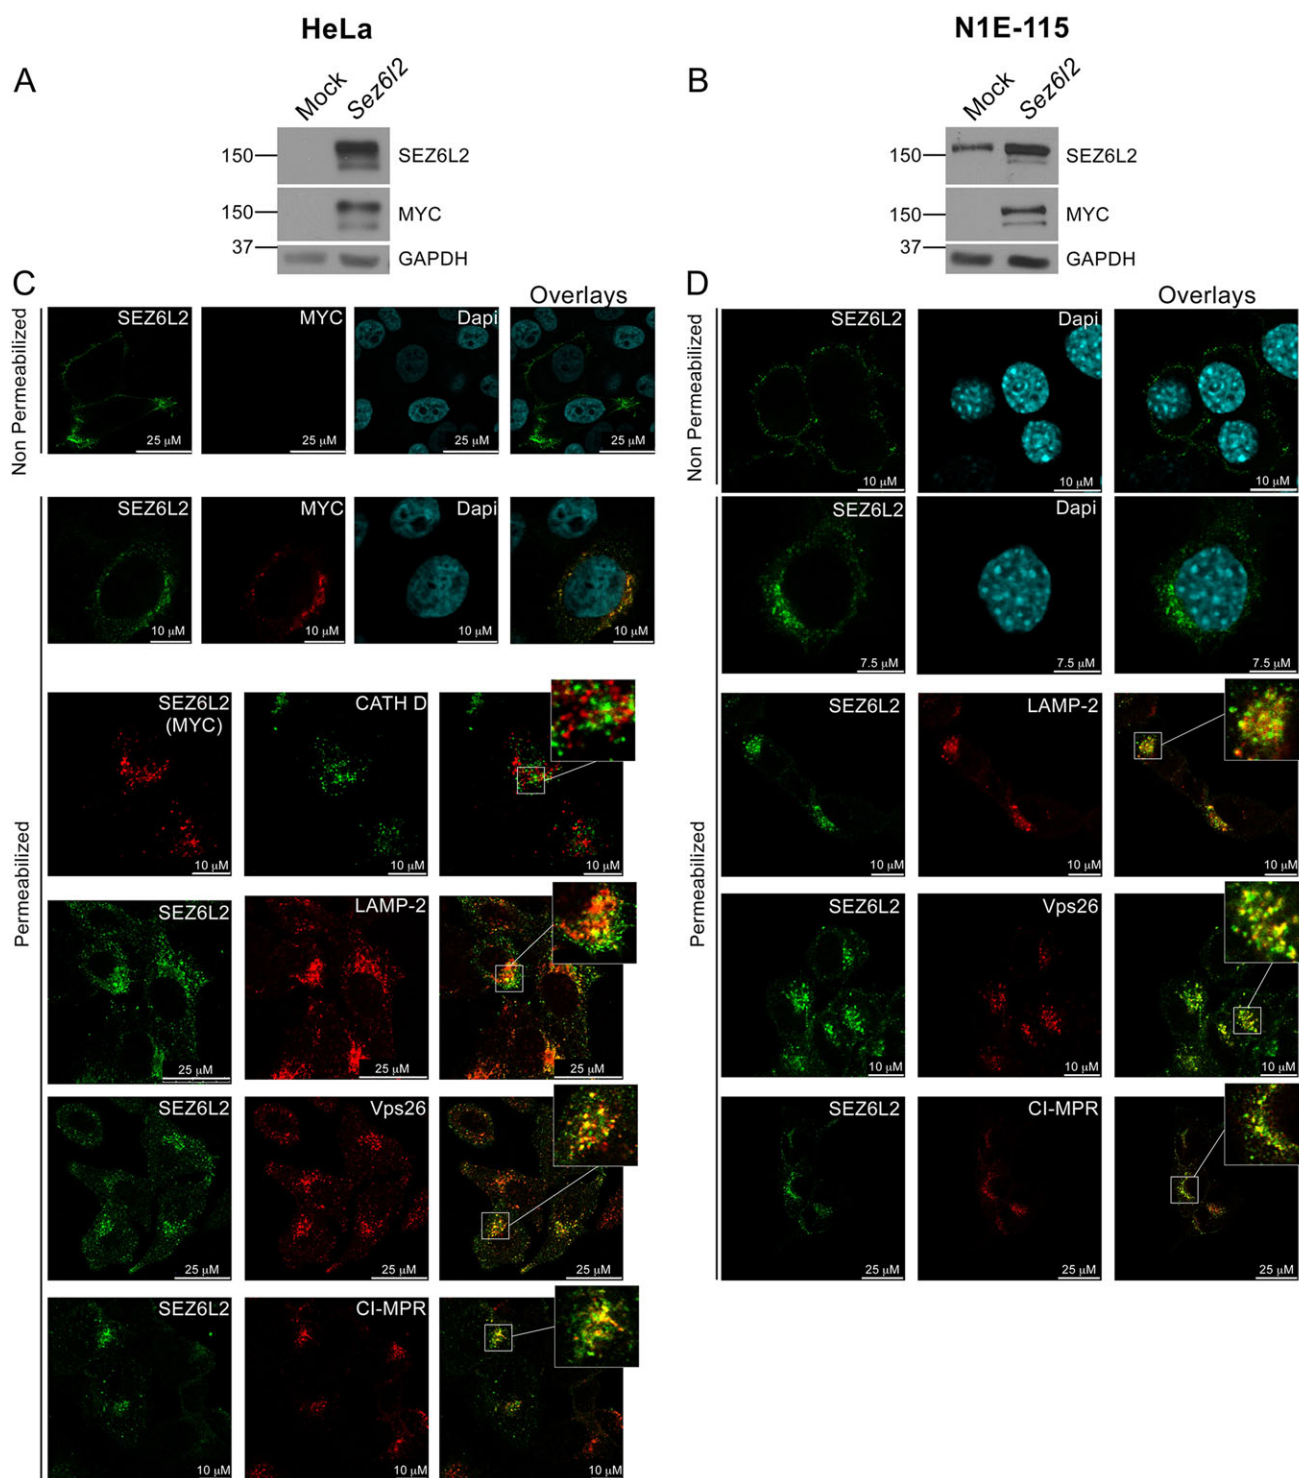 HeLa
N1E-115
A
Mock
Sez6l2
150
SEZ6L2
150
MYC
37
GAPDH
B
Mock
Sez6l2
150
SEZ6L2
150
MYC
37
GAPDH
C
Overlays
Non Permeabilized
SEZ6L2
MYC
Dapi
25 µM
25 µM
25 µM
25 µM
Permeabilized
SEZ6L2
MYC
Dapi
10 µM
10 µM
10 µM
10 µM
SEZ6L2
(MYC)
CATH D
10 µM
10 µM
10 µM
SEZ6L2
LAMP-2
25 µM
25 µM
25 µM
SEZ6L2
Vps26
25 µM
25 µM
25 µM
SEZ6L2
CI-MPR
10 µM
10 µM
10 µM
D
Overlays
Non Permeabilized
SEZ6L2
Dapi
10 µM
10 µM
10 µM
Permeabilized
SEZ6L2
Dapi
7.5 µM
7.5 µM
7.5 µM
SEZ6L2
LAMP-2
10 µM
10 µM
10 µM
SEZ6L2
Vps26
10 µM
10 µM
10 µM
SEZ6L2
CI-MPR
25 µM
25 µM
25 µM